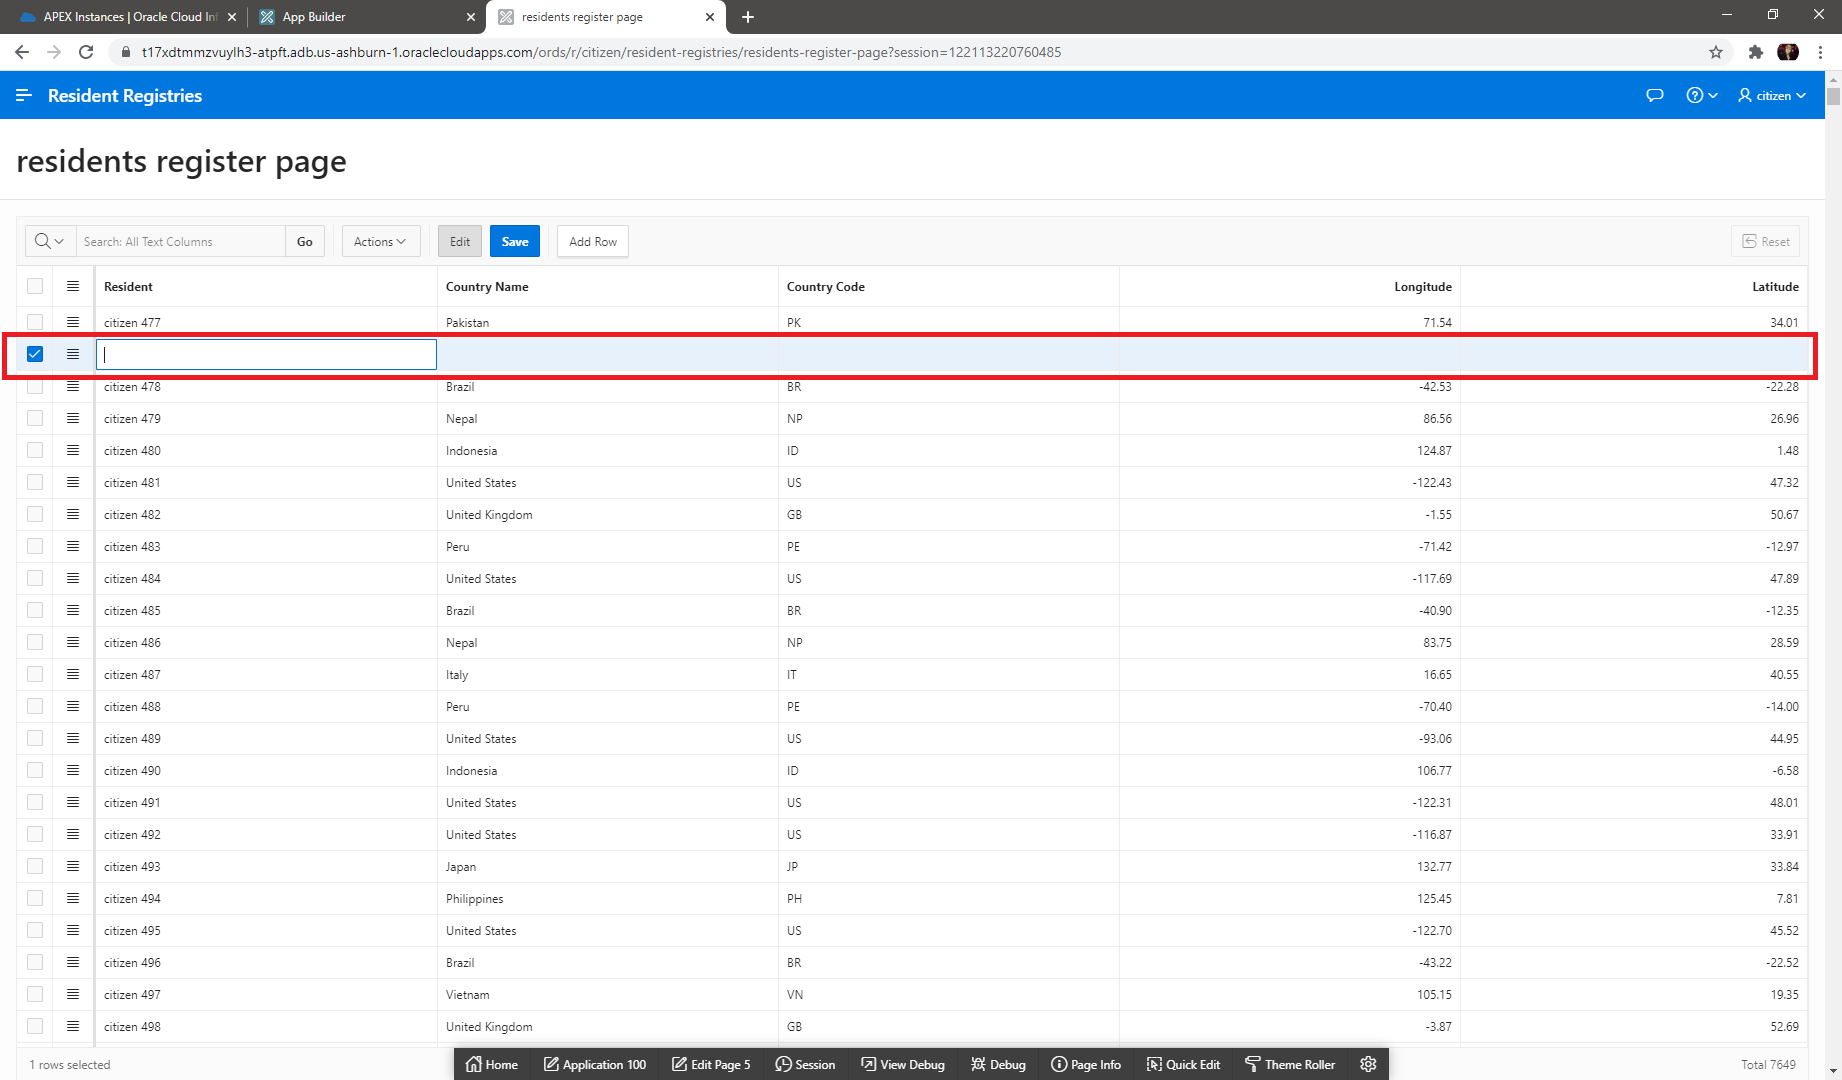 APEX Instances | Oracle Cloud Inf
App Builder
residents register page
t17xdtmmzvuylh3-atpft.adb.us-ashburn-1.oraclecloudapps.com/ords/r/citizen/resident-registries/residents-register-page?session=122113220760485
Resident Registries
citizen
residents register page
Search: All Text Columns Go Actions Edit Save Add Row Reset
Resident Country Name Country Code Longitude Latitude
citizen 477 Pakistan PK 71.54 34.01
citizen 478 Brazil BR -42.53 -22.28
citizen 479 Nepal NP 86.56 26.96
citizen 480 Indonesia ID 124.87 1.48
citizen 481 United States US -122.43 47.32
citizen 482 United Kingdom GB -1.55 50.67
citizen 483 Peru PE -71.42 -12.97
citizen 484 United States US -117.69 47.89
citizen 485 Brazil BR -40.90 -12.35
citizen 486 Nepal NP 83.75 28.59
citizen 487 Italy IT 16.65 40.55
citizen 488 Peru PE -70.40 -14.00
citizen 489 United States US -93.06 44.95
citizen 490 Indonesia ID 106.77 -6.58
citizen 491 United States US -122.31 48.01
citizen 492 United States US -116.87 33.91
citizen 493 Japan JP 132.77 33.84
citizen 494 Philippines PH 125.45 7.81
citizen 495 United States US -122.70 45.52
citizen 496 Brazil BR -43.22 -22.52
citizen 497 Vietnam VN 105.15 19.35
citizen 498 United Kingdom GB -3.87 52.69
1 rows selected Home Application 100 Edit Page 5 Session View Debug Debug Page Info Quick Edit Theme Roller Total 7649